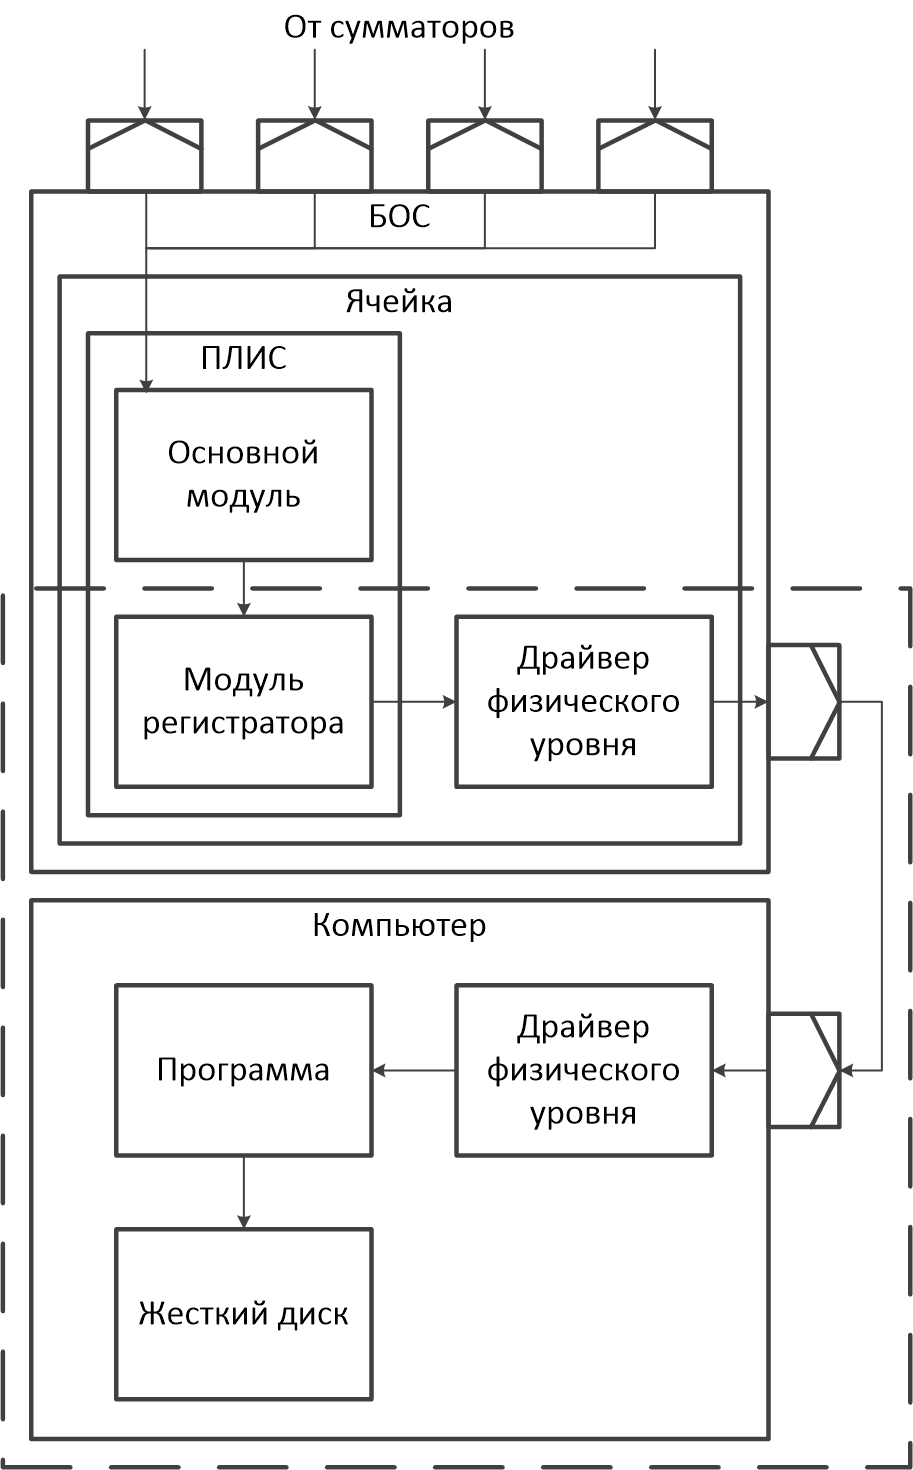 От сумматоров
БОС
Ячейка
ПЛИС
Основной
модуль
Модуль
регистратора
Драйвер
физического
уровня
Компьютер
Программа
Драйвер
физического
уровня
Жесткий диск